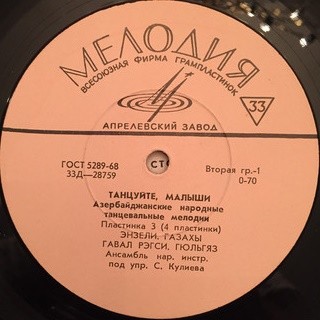 МЕЛОДИЯ
ВСЕСОЮЗНАЯ ФИРМА ГРАМПЛАСТИНОК
33
АПРЕЛЕВСКИЙ ЗАВОД
ГОСТ 5289-68
33Д—28759
СТ
Вторая гр.-1
0-70
ТАНЦУЙТЕ, МАЛЫШИ
Азербайджанские народные
танцевальные мелодии
Пластинка 3 (4 пластинки)
ЭНЗЕЛИ, ГАЗАХЫ
ГАВАЛ РЭГСИ, ГЮЛЬГЯЗ
Ансамбль нар. инстр.
под упр. С. Кулиева